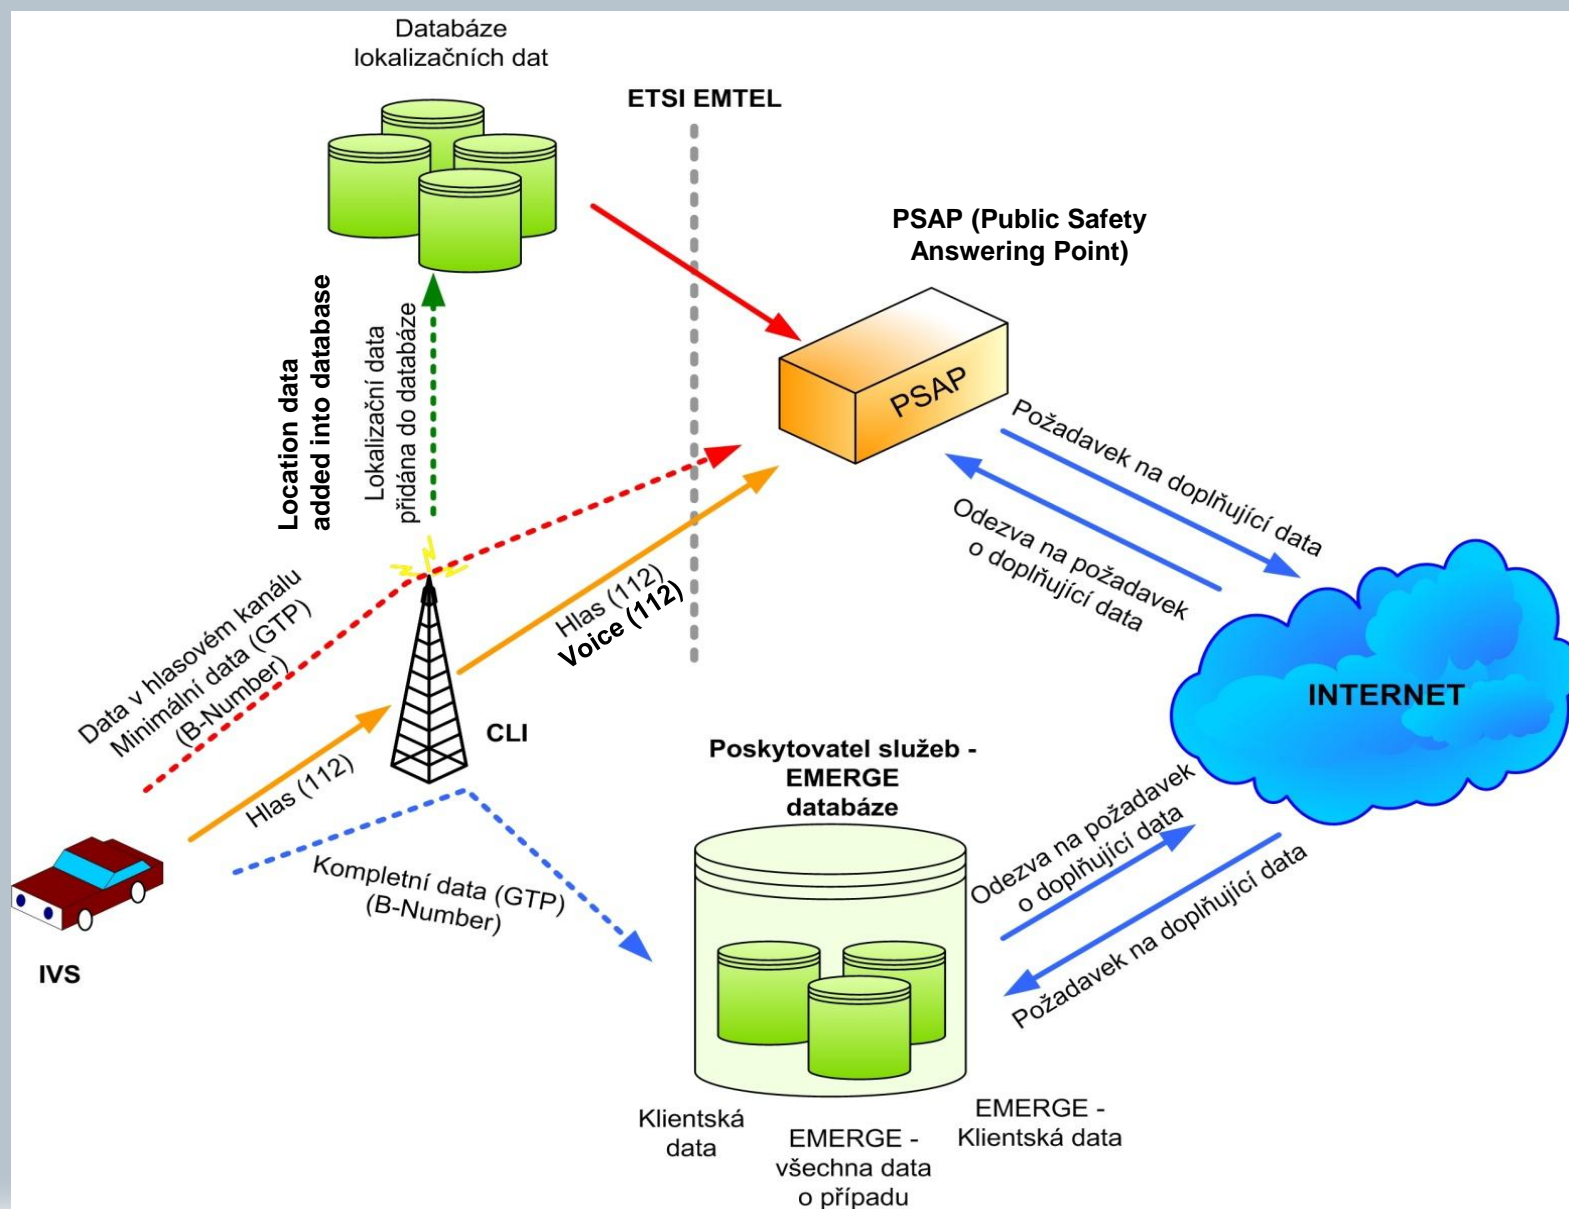 Databáze
lokalizačních dat
ETSI EMTEL
PSAP (Public Safety
Answering Point)
PSAP
Location data
added into database
Lokalizační data
přidána do databáze
Požadavek na doplňující data
Odezva na požadavek
o doplňující data
Hlas (112)
Voice (112)
Data v hlasovém kanálu
Minimální data (GTP)
(B-Number)
Hlas (112)
CLI
INTERNET
Poskytovatel služeb -
EMERGE
databáze
Kompletní data (GTP)
(B-Number)
IVS
Odezva na požadavek
o doplňující data
Požadavek na doplňující data
Klientská
data
EMERGE -
všechna data
o případu
EMERGE -
Klientská data